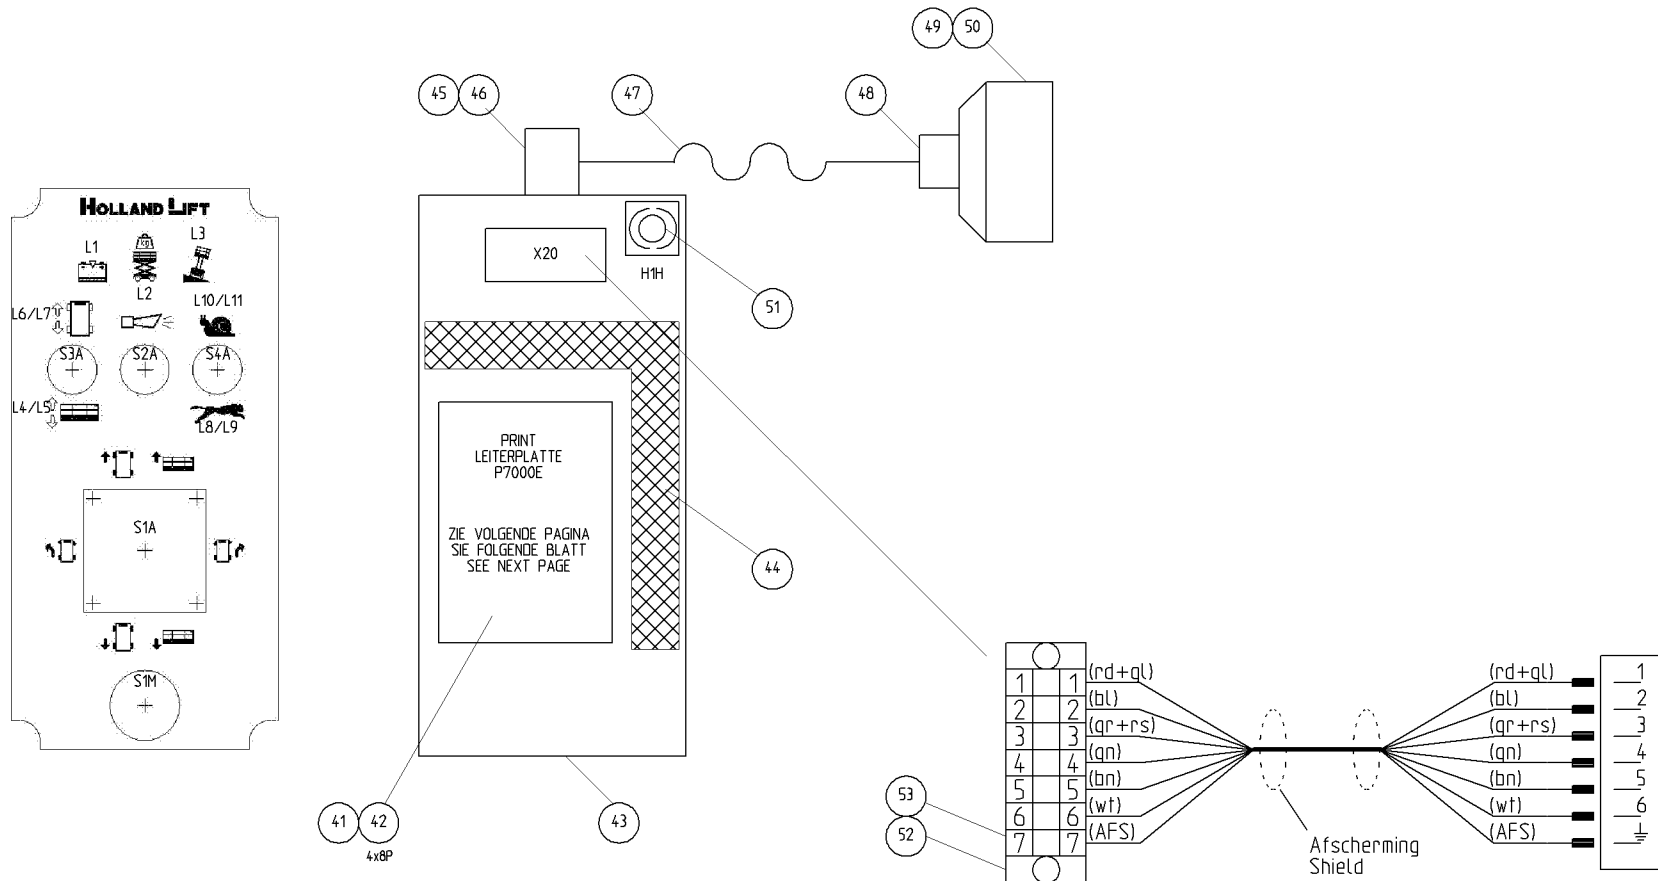 49 50
45 46
47
48
HOLLAND LIFT
L1
kg
L3
L2
L6/L7
L10/L11
S3A
S2A
S4A
L4/L5
L8/L9
S1A
S1M
X20
H1H
51
PRINT
LEITERPLATTE
P7000E
ZIE VOLGENDE PAGINA
SIE FOLGENDE BLATT
SEE NEXT PAGE
44
41 42
4x8P
43
53
52
1 1 (rd+gl)
2 2 (bl)
3 3 (gr+rs)
4 4 (gn)
5 5 (bn)
6 6 (wt)
7 7 (AFS)
Afscherming
Shield
(rd+gl) 1
(bl) 2
(gr+rs) 3
(gn) 4
(bn) 5
(wt) 6
(AFS)